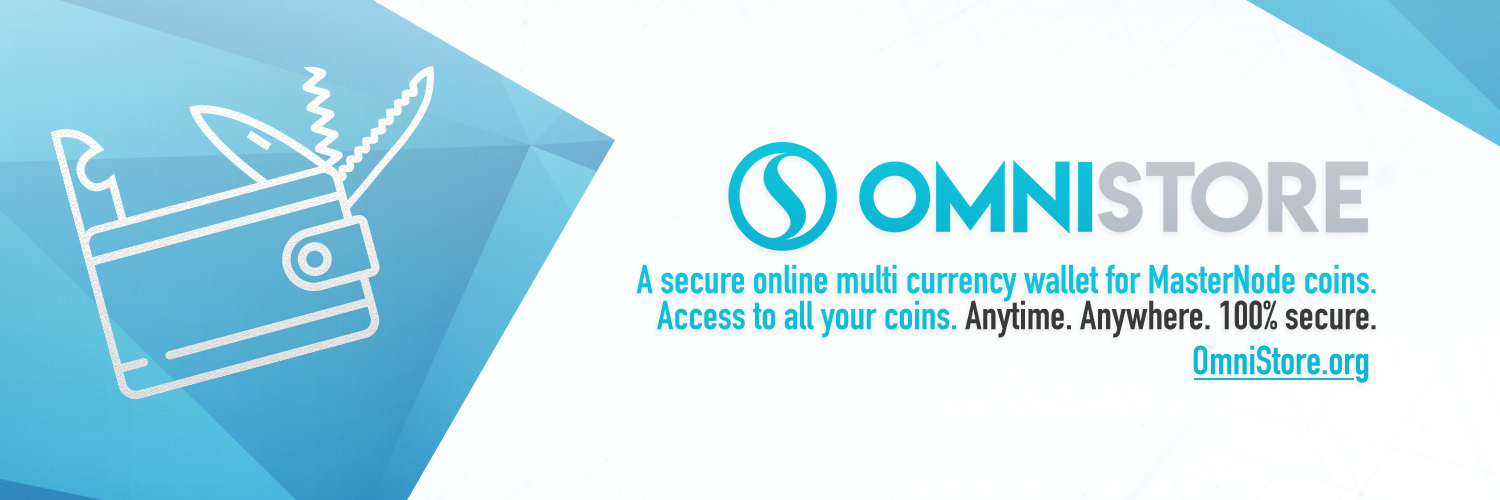 OMNISTORE
A secure online multi currency wallet for MasterNode coins.
Access to all your coins. Anytime. Anywhere. 100% secure.
OmniStore.org